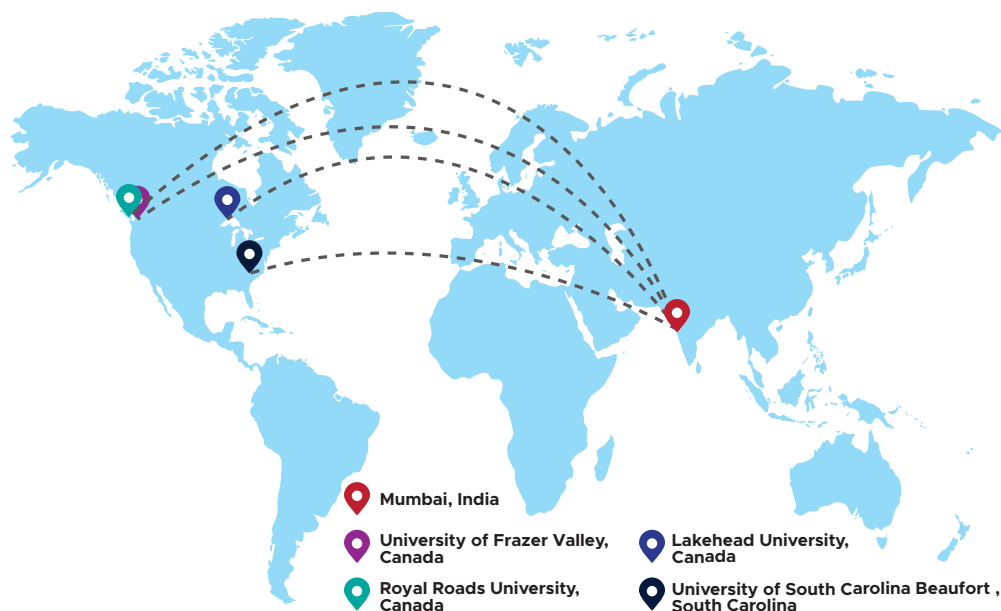 Mumbai, India
University of Frazer Valley,
Canada
Royal Roads University,
Canada
Lakehead University,
Canada
University of South Carolina Beaufort ,
South Carolina